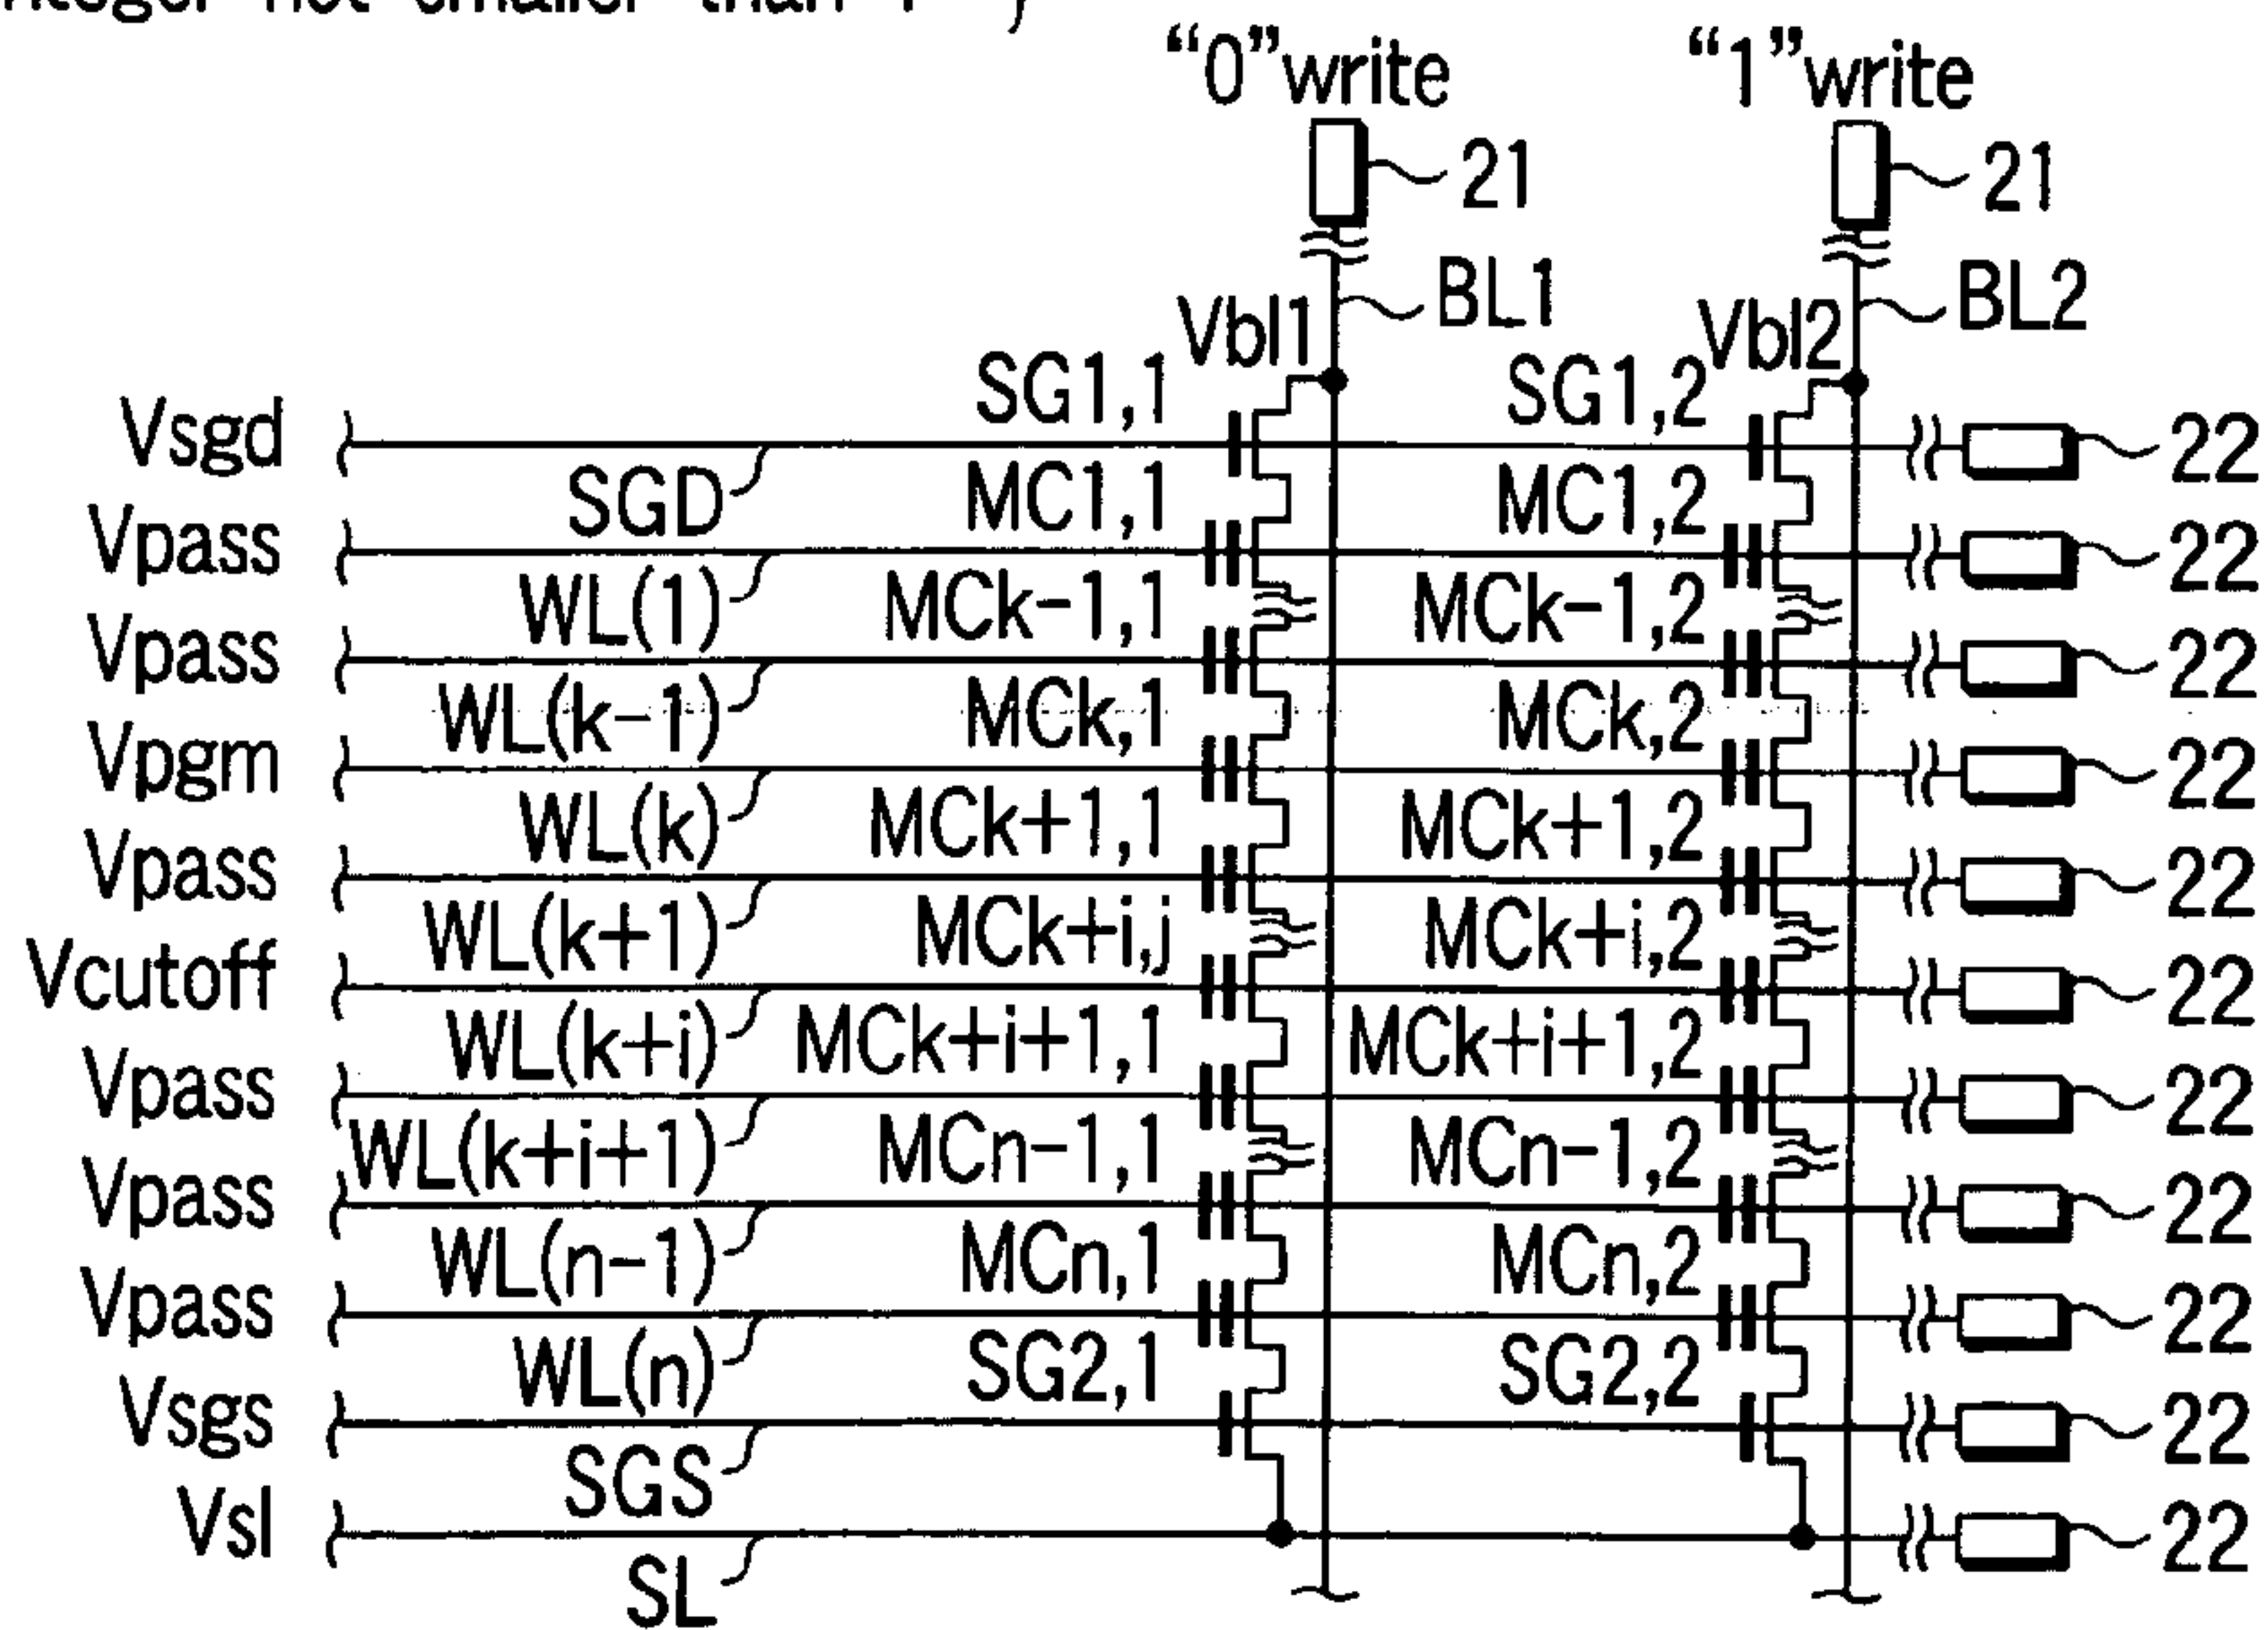 integer not smaller than 1 )
“0”write “1”write
21 21
BL1 BL2
Vbl1 Vbl2
SG1,1 SG1,2
Vsgd 22
SGD MC1,1 MC1,2
Vpass 22
WL(1) MCk-1,1 MCk-1,2
Vpass 22
WL(k-1) MCk,1 MCk,2
Vpgm 22
WL(k) MCk+1,1 MCk+1,2
Vpass 22
WL(k+1) MCk+i,j MCk+i,2
Vcutoff 22
WL(k+i) MCk+i+1,1 MCk+i+1,2
Vpass 22
WL(k+i+1) MCn-1,1 MCn-1,2
Vpass 22
WL(n-1) MCn,1 MCn,2
Vpass 22
WL(n) SG2,1 SG2,2
Vsgs 22
SGS
Vsl 22
SL